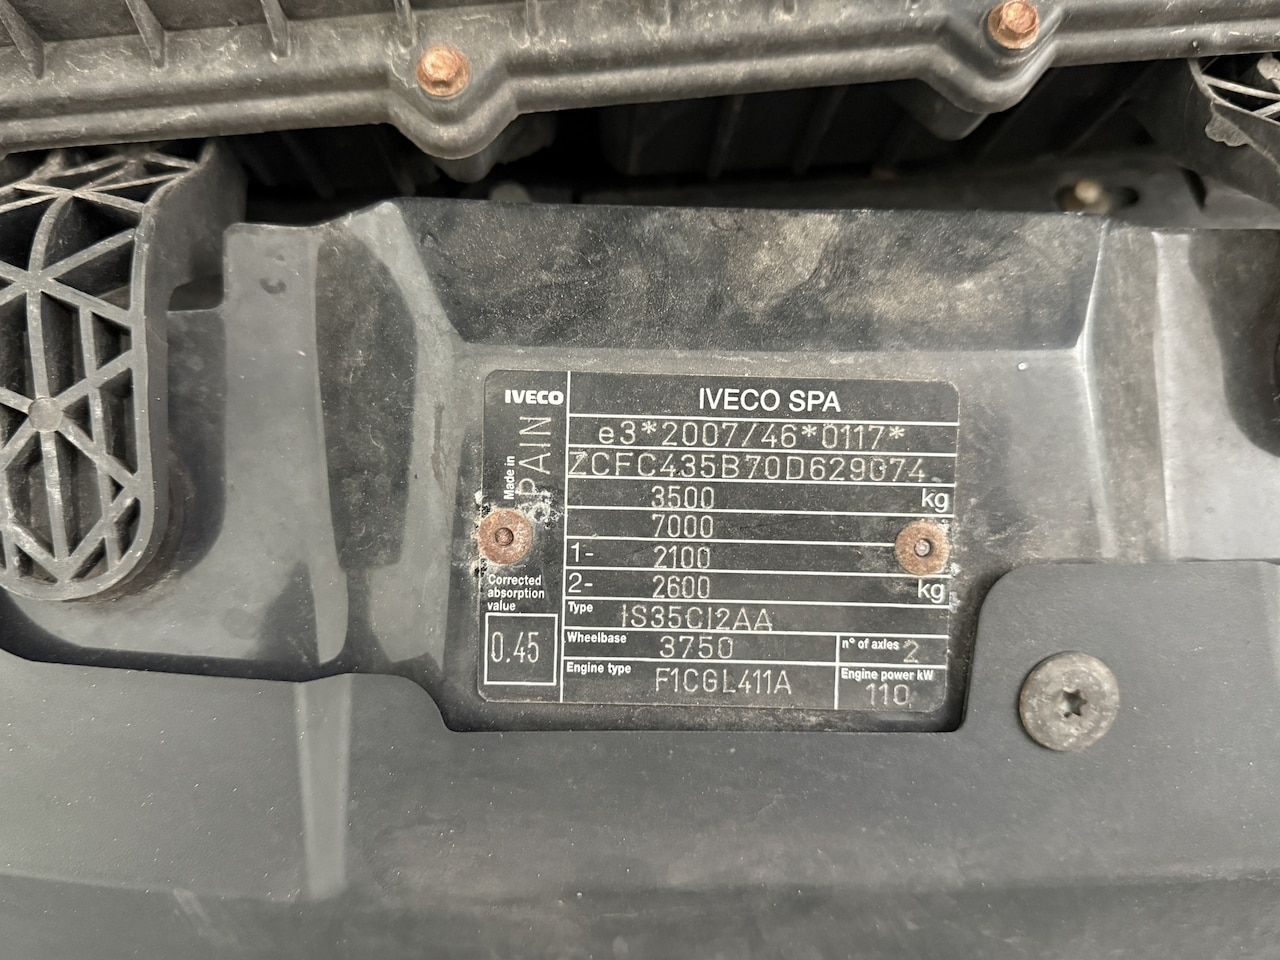 IVECO
IVECO SPA
Made in
SPAIN
e3*2007/46*0117*
ZCFC435B70D629074
3500 kg
7000
1- 2100
2- 2600 kg
Corrected
absorption
value
0.45
Type IS35CI2AA
Wheelbase 3750 n° of axles 2
Engine type F1CGL411A Engine power kW 110